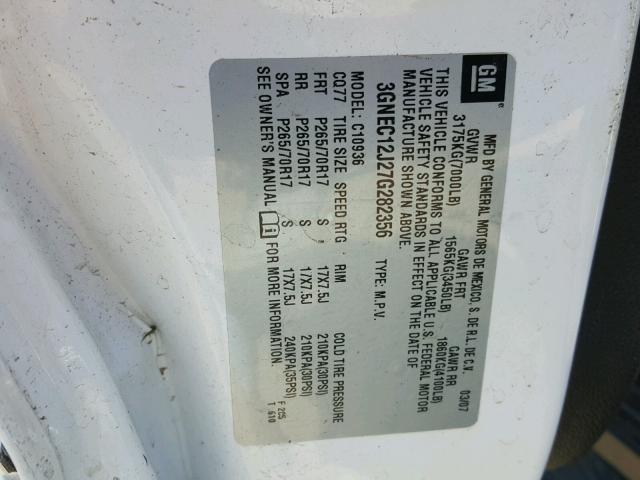 GM
MFD BY GENERAL MOTORS DE MEXICO, S. DE R.L. DE C.V. 03/07
GVWR GAWR FRT GAWR RR
3175KG(7000LB) 1565KG(3450LB) 1860KG(4100LB)
THIS VEHICLE CONFORMS TO ALL APPLICABLE U.S. FEDERAL MOTOR
VEHICLE SAFETY STANDARDS IN EFFECT ON THE DATE OF
MANUFACTURE SHOWN ABOVE.
3GNEC12J27G282356 TYPE: M.P.V.
MODEL: C10936
CC77 TIRE SIZE SPEED RTG RIM COLD TIRE PRESSURE
FRT P265/70R17 S 17X7.5J 210KPA(30PSI)
RR P265/70R17 S 17X7.5J 210KPA(30PSI)
SPA P265/70R17 S 17X7.5J 240KPA(35PSI)
SEE OWNER'S MANUAL i FOR MORE INFORMATION.
F 225
T 610